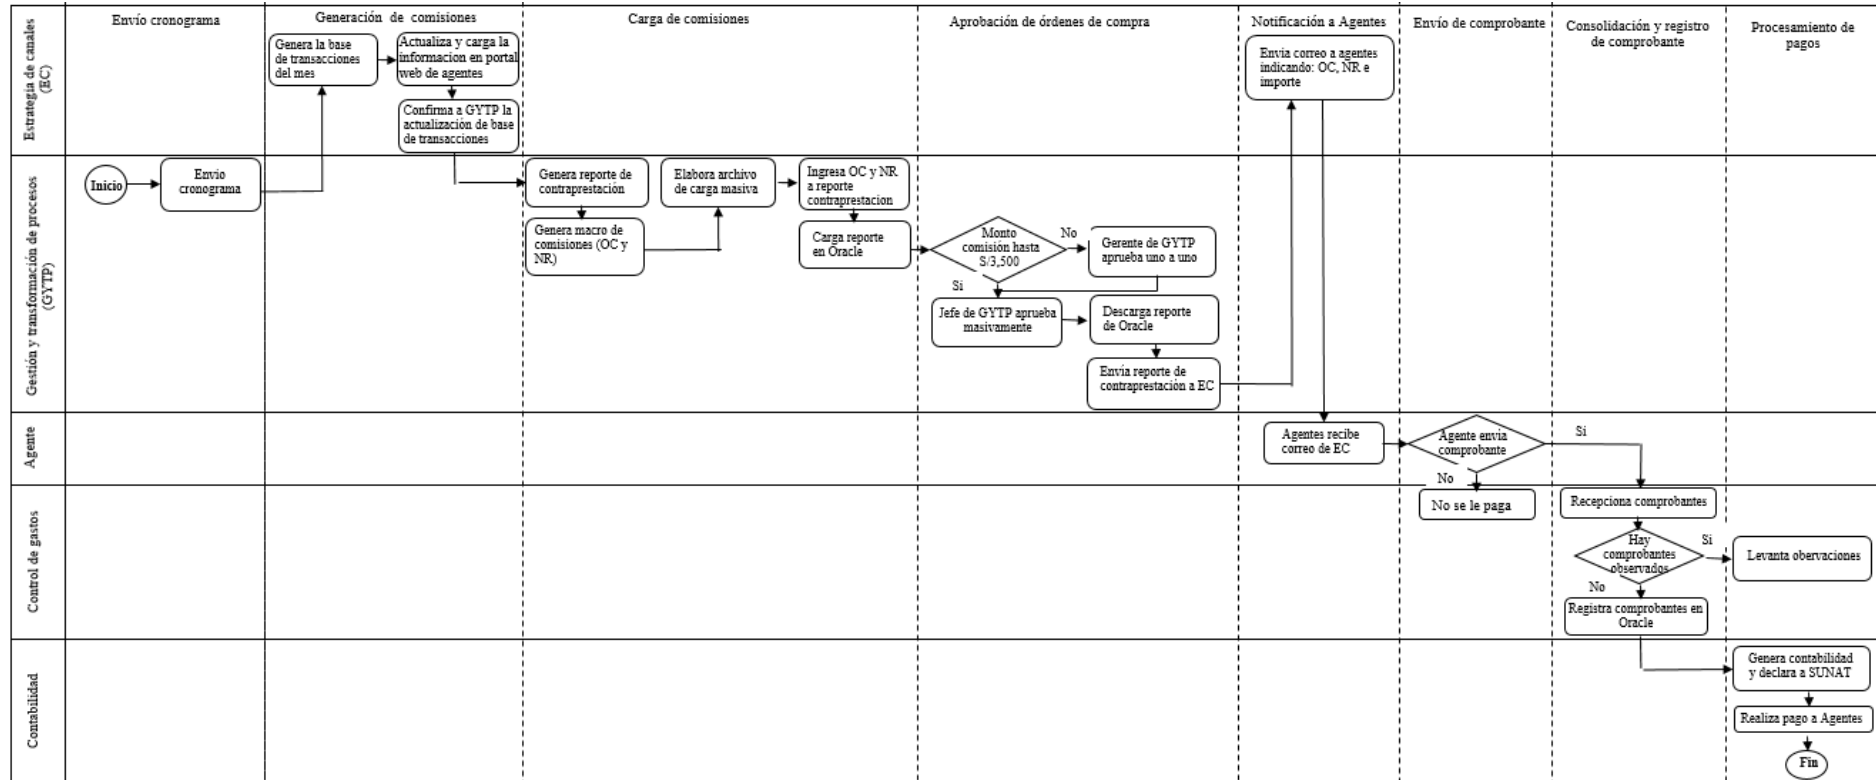 Envío cronograma
Generación de comisiones
Carga de comisiones
Aprobación de órdenes de compra
Notificación a Agentes
Envío de comprobante
Consolidación y registro
de comprobante
Procesamiento de
pagos
Estrategia de canales
(EC)
Genera la base
de transacciones
del mes
Actualiza y carga la
informacion en portal
web de agentes
Confirma a GYTP la
actualización de base
de transacciones
Envia correo a agentes
indicando: OC, NR e
importe
Gestión y transformación de procesos
(GYTP)
Inicio
Envio
cronograma
Genera reporte de
contraprestación
Genera macro de
comisiones (OC y
NR)
Elabora archivo
de carga masiva
Ingresa OC y NR
a reporte
contraprestacion
Carga reporte
en Oracle
Monto
comisión hasta
S/3,500
No
Gerente de GYTP
aprueba uno a uno
Si
Jefe de GYTP aprueba
masivamente
Descarga reporte
de Oracle
Envia reporte de
contraprestación a EC
Agente
Agentes recibe
correo de EC
Agente envia
comprobante
Si
No
Control de gastos
No se le paga
Recepciona comprobantes
Hay
comprobantes
observados
Si
Levanta obervaciones
No
Registra comprobantes en
Oracle
Contabilidad
Genera contabilidad
y declara a SUNAT
Realiza pago a Agentes
Fin